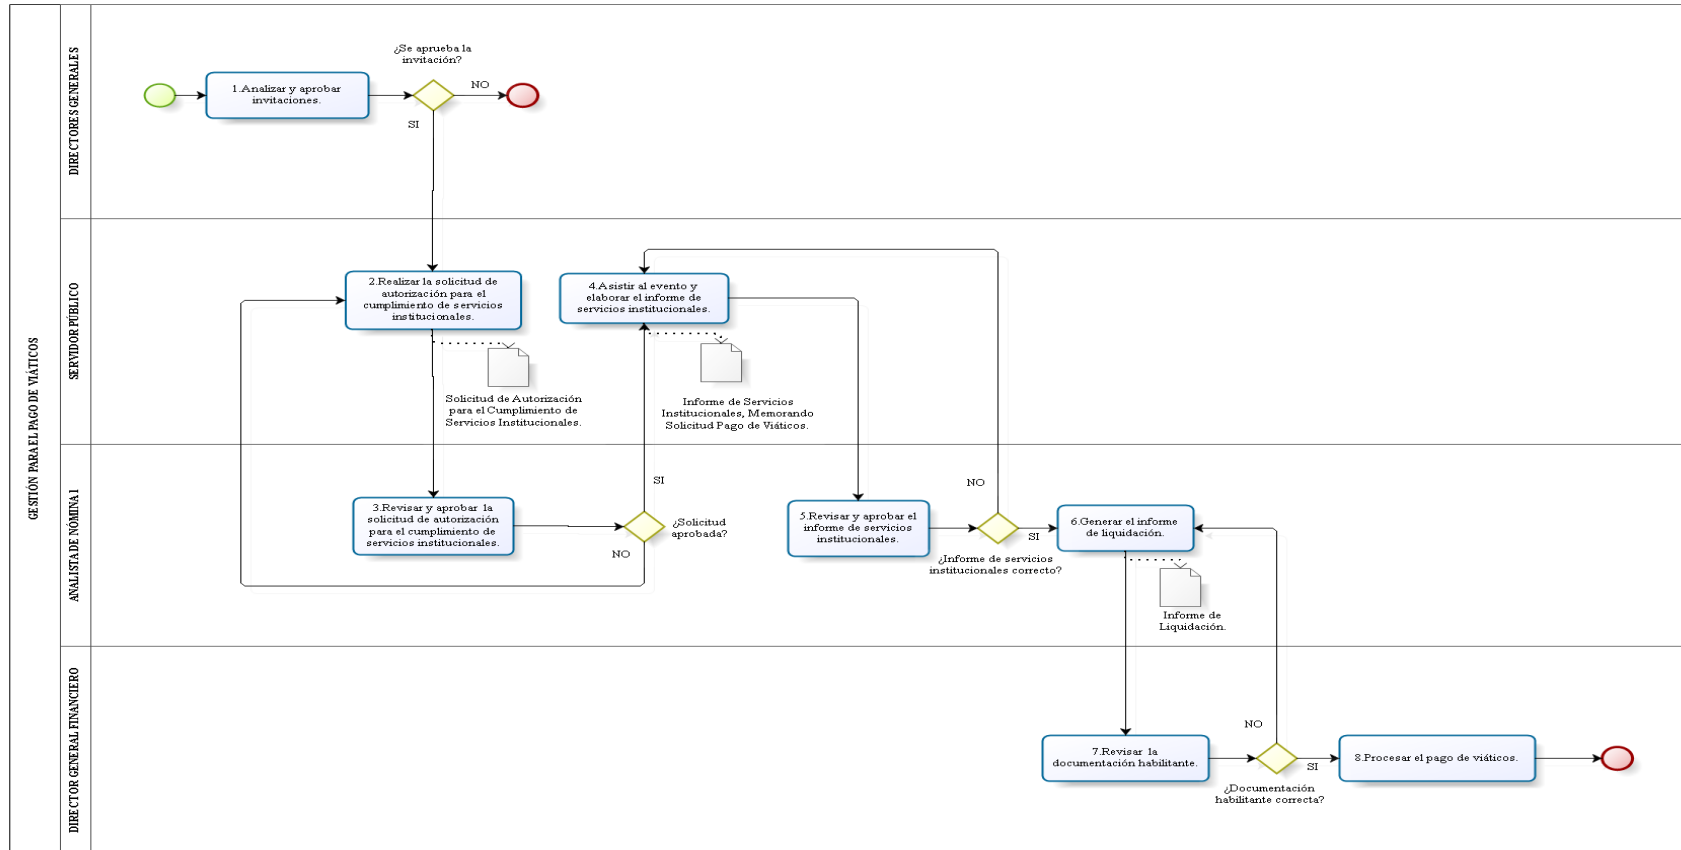 GESTIÓN PARA EL PAGO DE VIÁTICOS
DIRECTORES GENERALES
¿Se aprueba la
invitación?
1.Analizar y aprobar
invitaciones.
NO
SI
SERVIDOR PÚBLICO
2.Realizar la solicitud de
autorización para el
cumplimiento de servicios
institucionales.
Solicitud de Autorización
para el Cumplimiento de
Servicios Institucionales.
4.Asistir al evento y
elaborar el informe de
servicios institucionales.
Informe de Servicios
Institucionales, Memorando
Solicitud Pago de Viáticos.
ANALISTA DE NÓMINA 1
3.Revisar y aprobar la
solicitud de autorización
para el cumplimiento de
servicios institucionales.
SI
¿Solicitud
aprobada?
NO
5.Revisar y aprobar el
informe de servicios
institucionales.
NO
SI
¿Informe de servicios
institucionales correcto?
6.Generar el informe
de liquidación.
Informe de
Liquidación.
DIRECTOR GENERAL FINANCIERO
7.Revisar la
documentación habilitante.
NO
SI
¿Documentación
habilitante correcta?
8.Procesar el pago de viáticos.